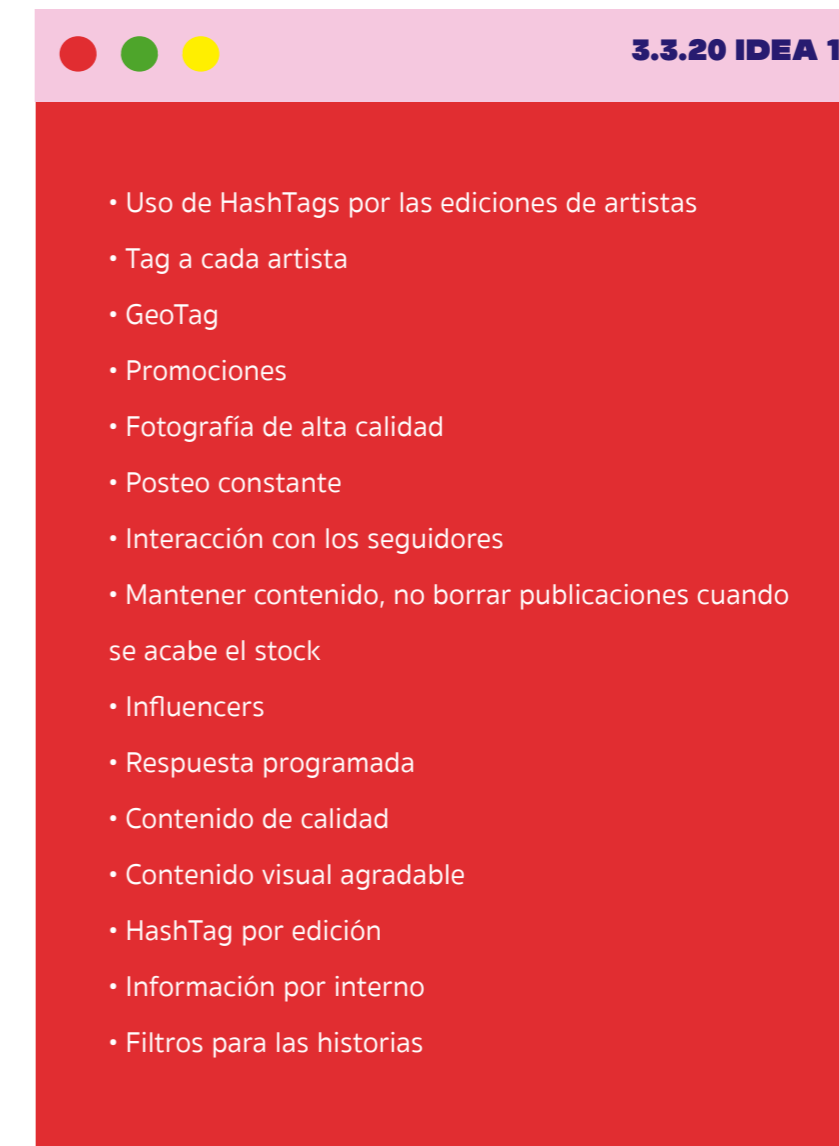 3.3.20 IDEA 1
• Uso de HashTags por las ediciones de artistas
• Tag a cada artista
• GeoTag
• Promociones
• Fotografía de alta calidad
• Posteo constante
• Interacción con los seguidores
• Mantener contenido, no borrar publicaciones cuando
se acabe el stock
• Influencers
• Respuesta programada
• Contenido de calidad
• Contenido visual agradable
• HashTag por edición
• Información por interno
• Filtros para las historias